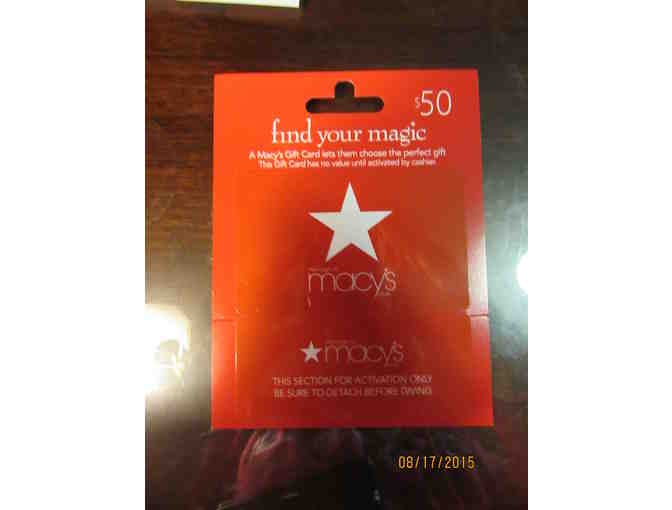 $50
find your magic
A Macy's Gift Card lets them choose the perfect gift
This Gift Card has no value until activated by cashier.
macy's
macy's
THIS SECTION FOR ACTIVATION ONLY
BE SURE TO DETACH BEFORE GIVING
08/17/2015